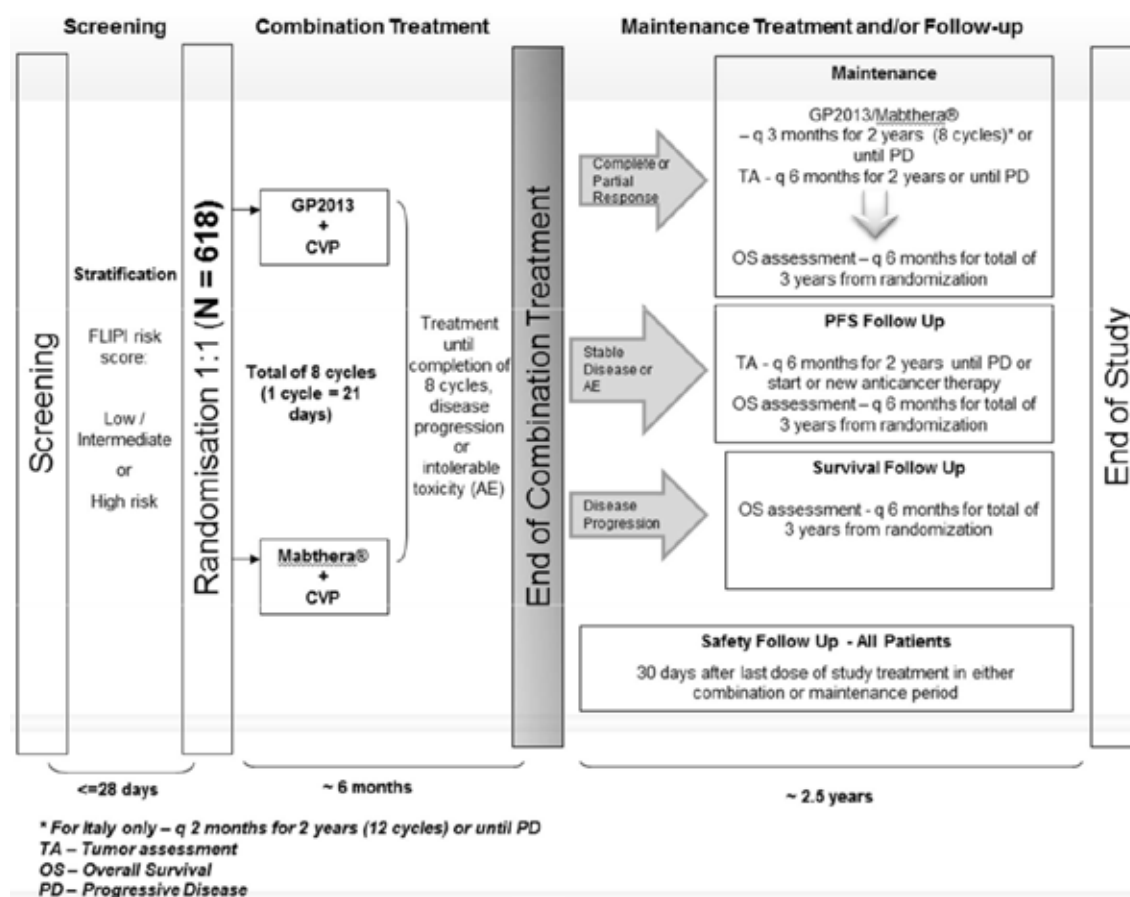 Screening
Combination Treatment
Maintenance Treatment and/or Follow-up
Screening
Stratification
FLIPI risk
score:
Low /
Intermediate
or
High risk
Randomisation 1:1 (N = 618)
GP2013
+
CVP
Total of 8 cycles
(1 cycle = 21
days)
Mabthera®
+
CVP
Treatment
until
completion of
8 cycles,
disease
progression
or
intolerable
toxicity (AE)
End of Combination Treatment
Complete or
Partial
Response
Maintenance
GP2013/Mabthera®
– q 3 months for 2 years (8 cycles)* or
until PD
TA - q 6 months for 2 years or until PD
OS assessment – q 6 months for total of
3 years from randomization
Stable
Disease or
AE
PFS Follow Up
TA - q 6 months for 2 years until PD or
start or new anticancer therapy
OS assessment – q 6 months for total of
3 years from randomization
Disease
Progression
Survival Follow Up
OS assessment - q 6 months for total of
3 years from randomization
Safety Follow Up - All Patients
30 days after last dose of study treatment in either
combination or maintenance period
End of Study
<=28 days
~ 6 months
~ 2.5 years
* For Italy only – q 2 months for 2 years (12 cycles) or until PD
TA – Tumor assessment
OS – Overall Survival
PD – Progressive Disease